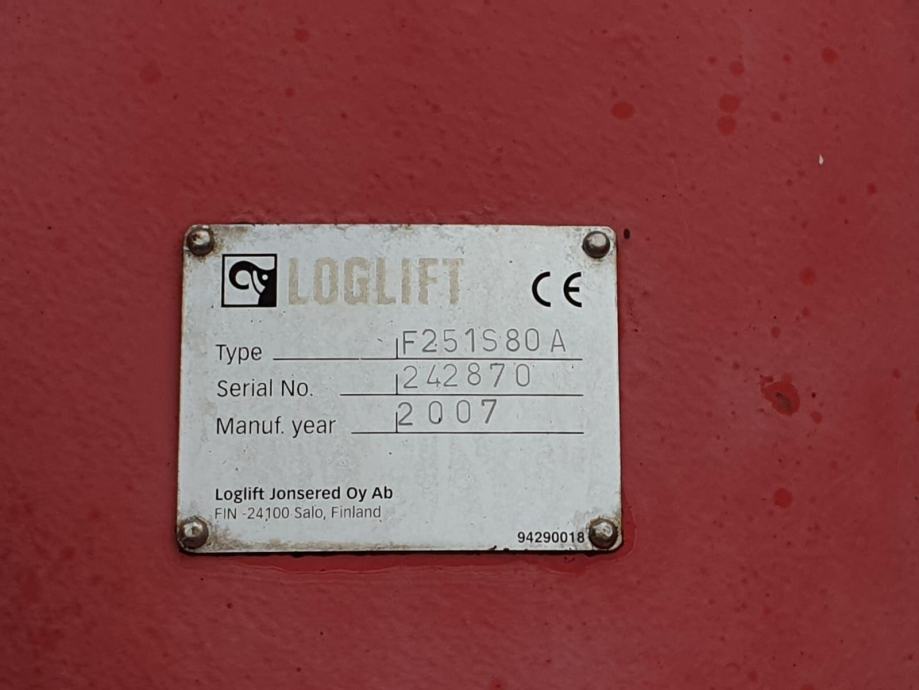 LOGLIFT CE
Type F251S80A
Serial No. 242870
Manuf. year 2007
Loglift Jonsered Oy Ab
FIN -24100 Salo, Finland
94290018